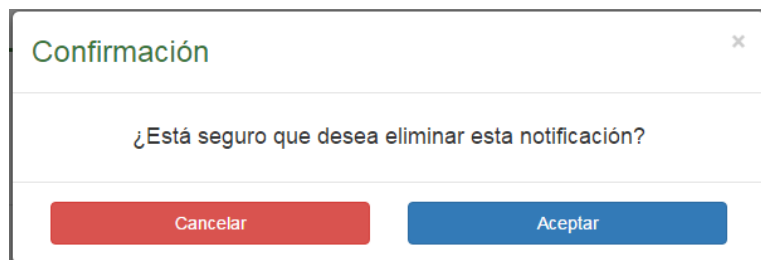 Confirmación
×
¿Está seguro que desea eliminar esta notificación?
Cancelar
Aceptar